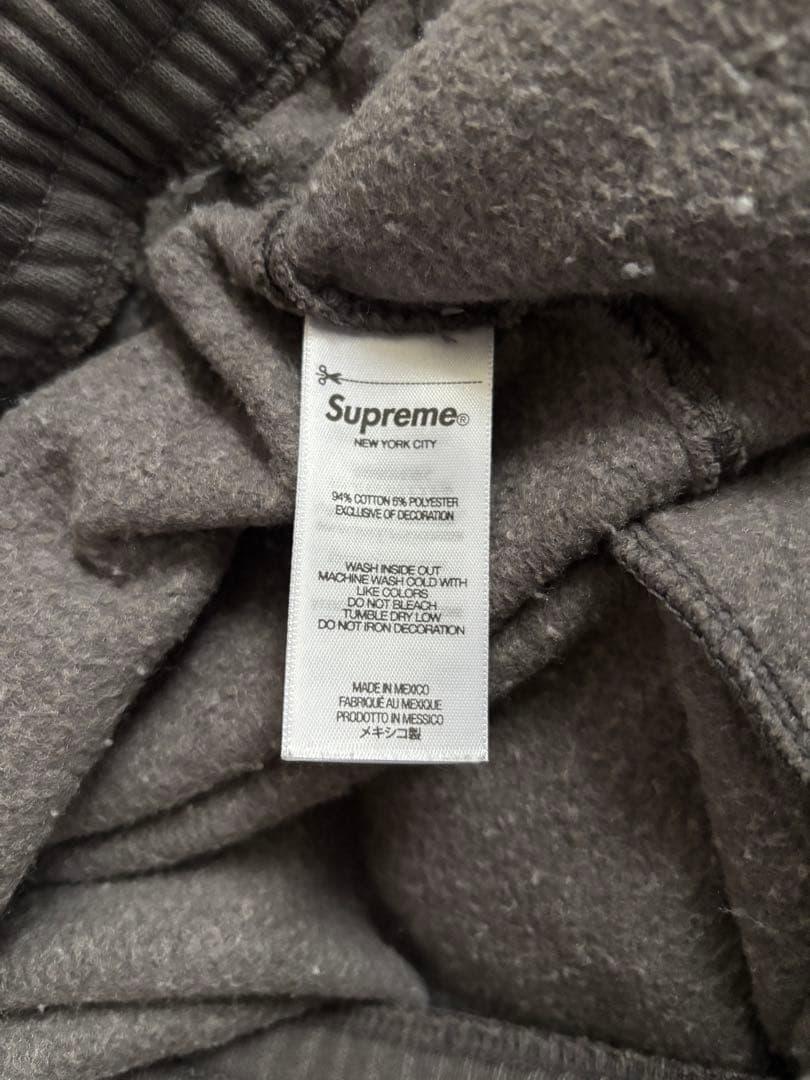 Supreme®
NEW YORK CITY
94% COTTON 6% POLYESTER
EXCLUSIVE OF DECORATION
WASH INSIDE OUT
MACHINE WASH COLD WITH
LIKE COLORS
DO NOT BLEACH
TUMBLE DRY LOW
DO NOT IRON DECORATION
MADE IN MEXICO
FABRIQUÉ AU MEXIQUE
PRODOTTO IN MESSICO
メキシコ製